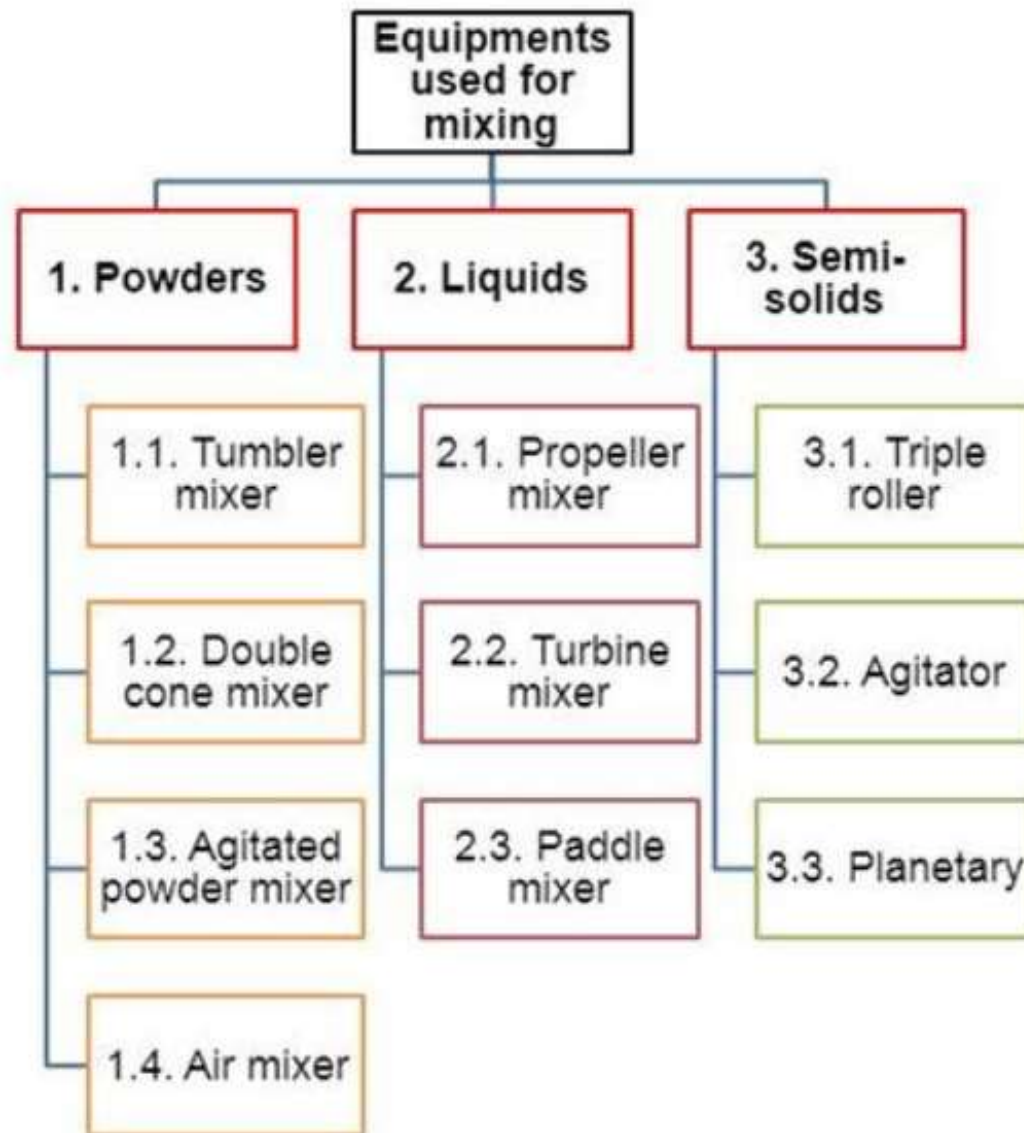 Equipments
used for
mixing
1. Powders
2. Liquids
3. Semi-
solids
1.1. Tumbler
mixer
1.2. Double
cone mixer
1.3. Agitated
powder mixer
1.4. Air mixer
2.1. Propeller
mixer
2.2. Turbine
mixer
2.3. Paddle
mixer
3.1. Triple
roller
3.2. Agitator
3.3. Planetary